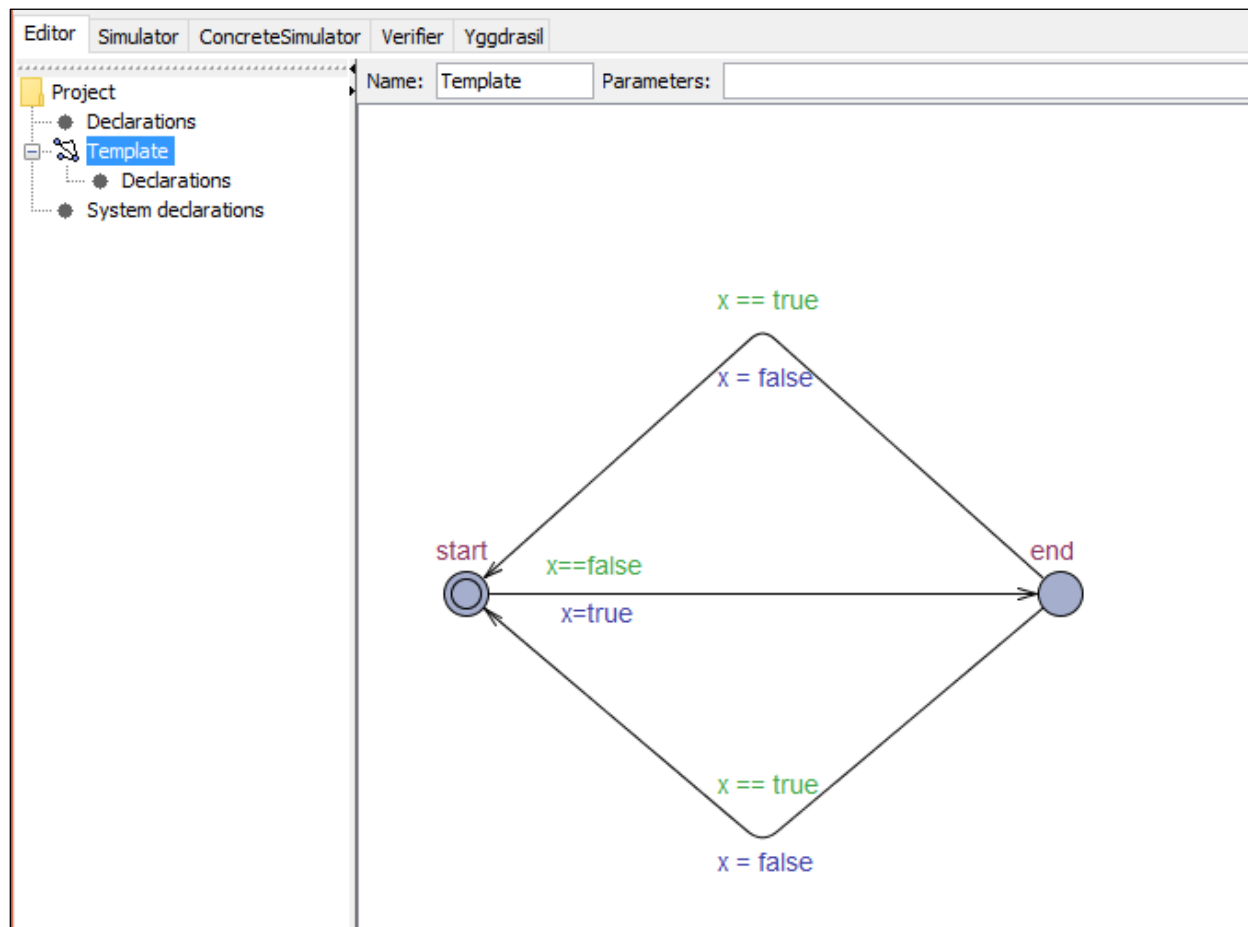 Editor Simulator ConcreteSimulator Verifier Yggdrasil
Name: Template Parameters:
Project
Declarations
Template
Declarations
System declarations
x == true
x = false
start
end
x==false
x=true
x == true
x = false